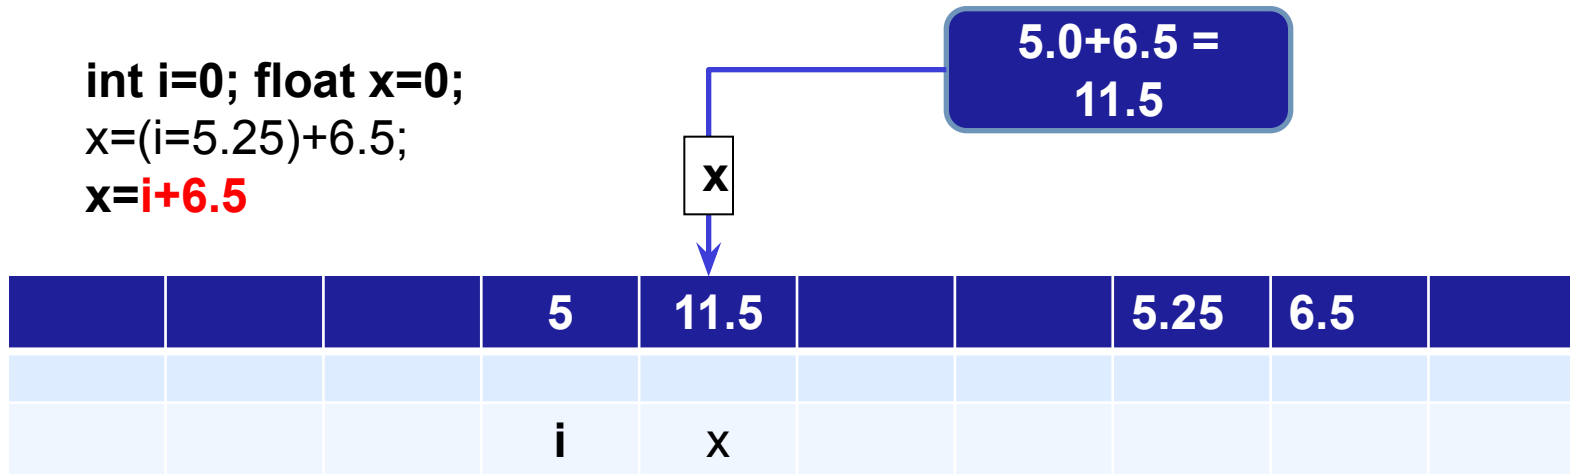 int i=0; float x=0;
x=(i=5.25)+6.5;
x=i+6.5
5.0+6.5 =
11.5
x
5 11.5 5.25 6.5
i x